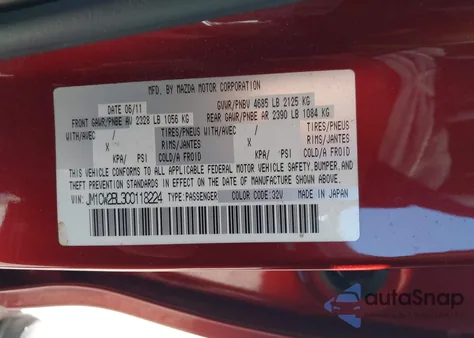 MFD. BY MAZDA MOTOR CORPORATION
DATE 06/11 GVWR/PNBV 4685 LB 2125 KG
FRONT GAWR/PNBE AV 2328 LB 1056 KG REAR GAWR/PNBE AR 2390 LB 1084 KG
WITH/AVEC / TIRES/PNEUS WITH/AVEC / TIRES/PNEUS
X RIMS/JANTES X RIMS/JANTES
KPA/ PSI COLD/A FROID KPA/ PSI COLD/A FROID
THIS VEHICLE CONFORMS TO ALL APPLICABLE FEDERAL MOTOR VEHICLE SAFETY, BUMPER, AND
THEFT PREVENTION STANDARDS IN EFFECT ON THE DATE OF MANUFACTURE SHOWN ABOVE.
VIN: JM1CW2BL3C0118224 TYPE:PASSENGER COLOR CODE: 32V MADE IN JAPAN
autoSnap